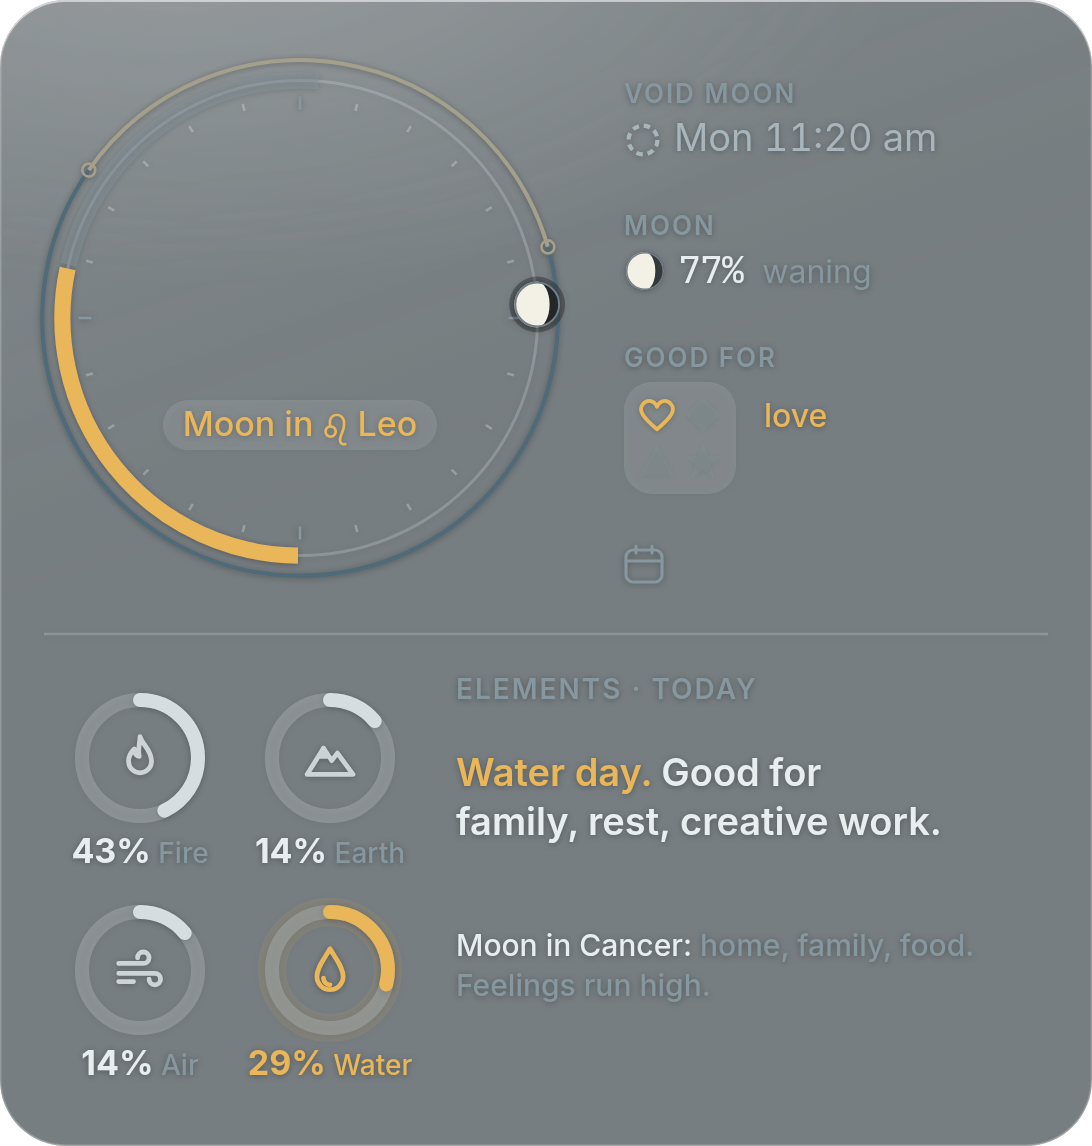 VOID MOON
Mon 11:20 am
MOON
77% waning
GOOD FOR
love
Moon in ♌ Leo
ELEMENTS · TODAY
Water day. Good for
family, rest, creative work.
43% Fire
14% Earth
Moon in Cancer: home, family, food.
Feelings run high.
14% Air
29% Water